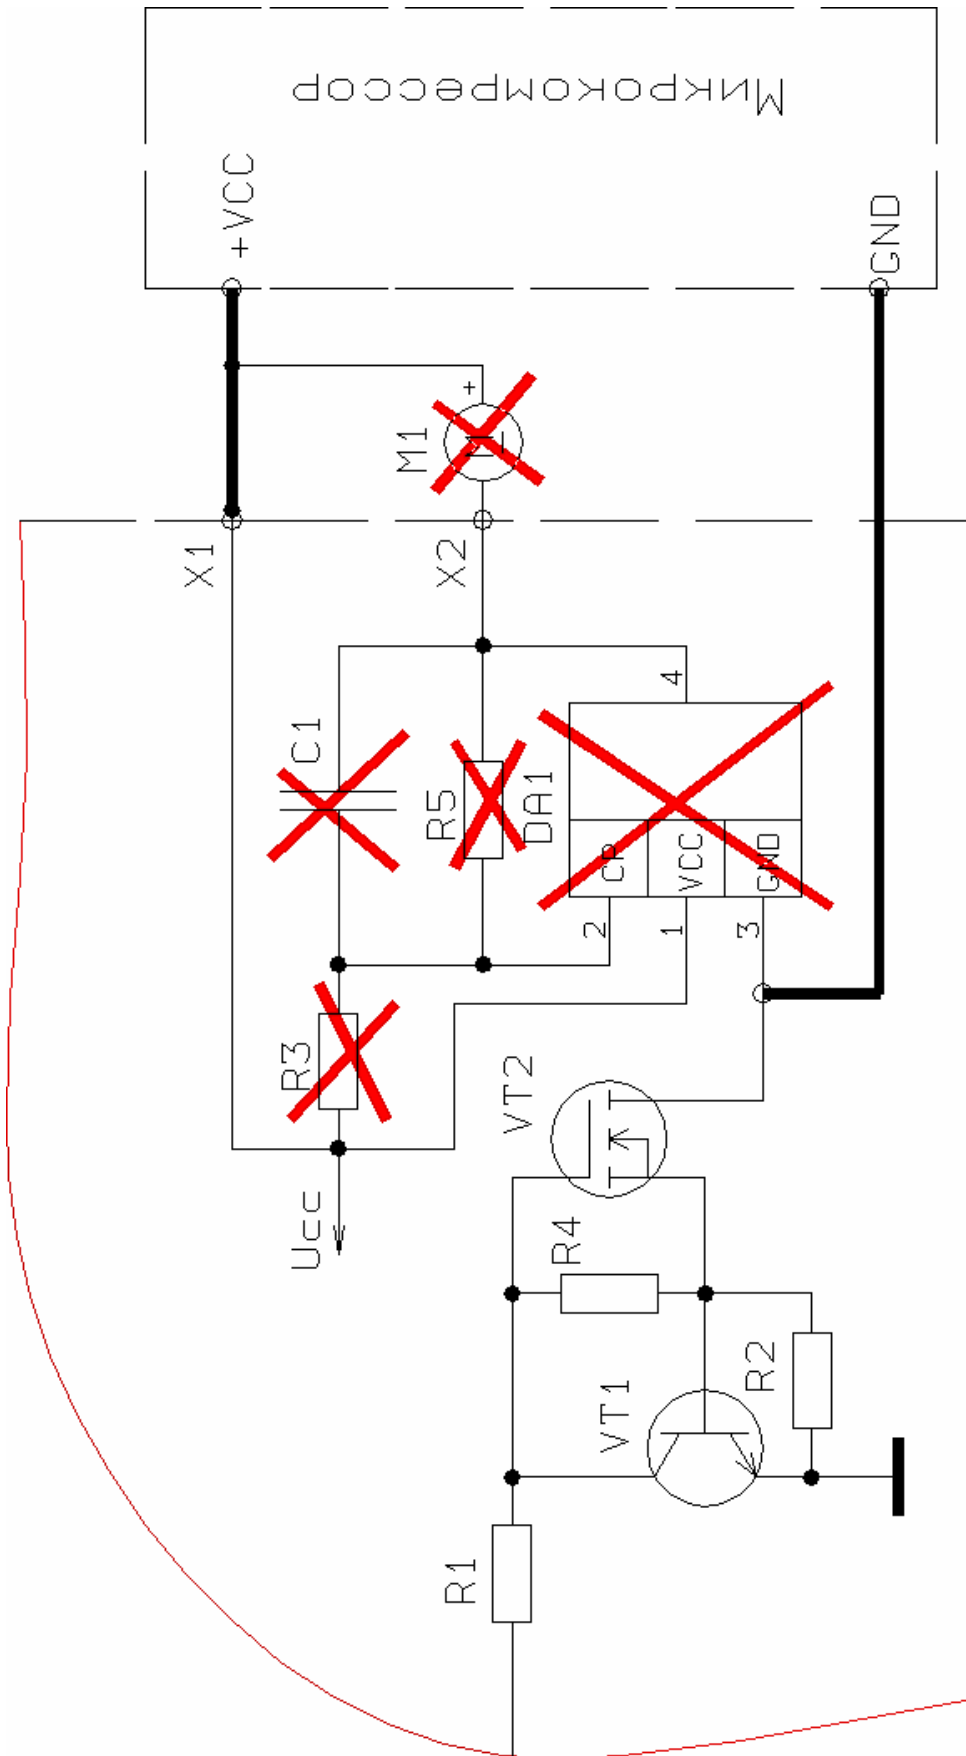 Микрокомпрессор
+VCC
GND
+
M1
X1
X2
4
C1
R5
DA1
CP
VCC
GND
2
1
3
R3
VT2
Ucc
R4
R2
VT1
R1